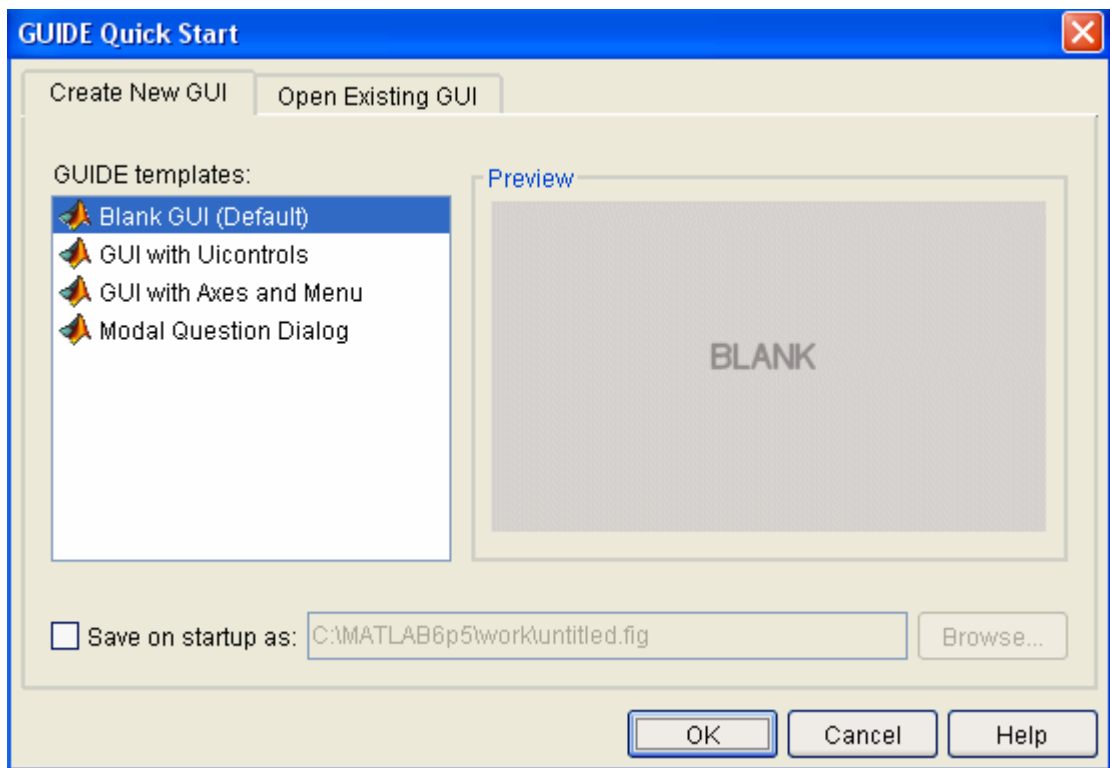 GUIDE Quick Start
Create New GUI
Open Existing GUI
GUIDE templates:
Blank GUI (Default)
GUI with Uicontrols
GUI with Axes and Menu
Modal Question Dialog
Preview
BLANK
Save on startup as:
C:\MATLAB6p5\work\untitled.fig
Browse...
OK
Cancel
Help